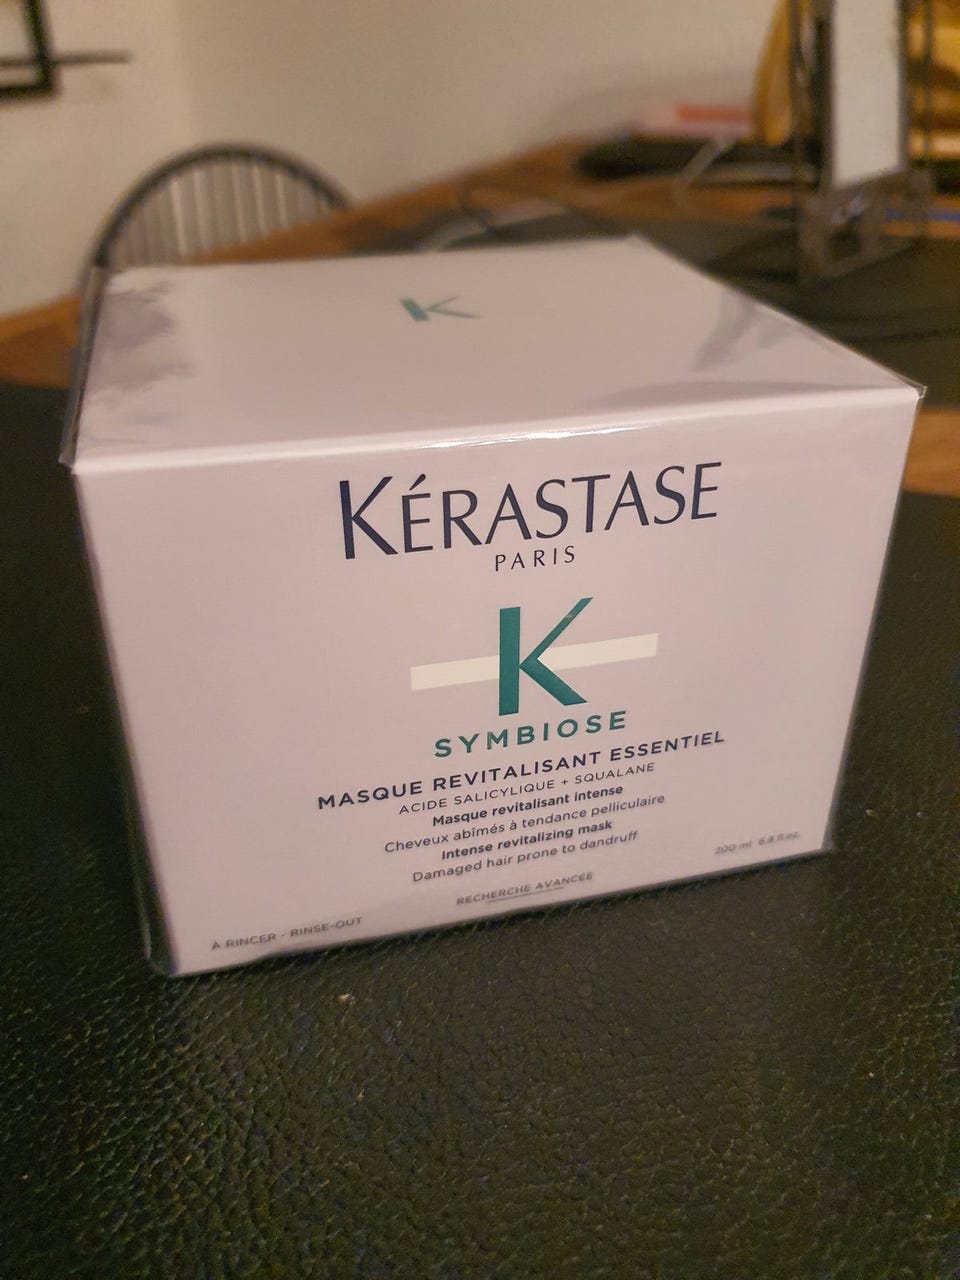 K
KÉRASTASE
PARIS
K
SYMBIOSE
MASQUE REVITALISANT ESSENTIEL
ACIDE SALICYLIQUE + SQUALANE
Masque revitalisant intense
Cheveux abîmés à tendance pelliculaire
Intense revitalizing mask
Damaged hair prone to dandruff
200 ml 6.8 fl.oz.
RECHERCHE AVANCÉE
À RINCER - RINSE-OUT